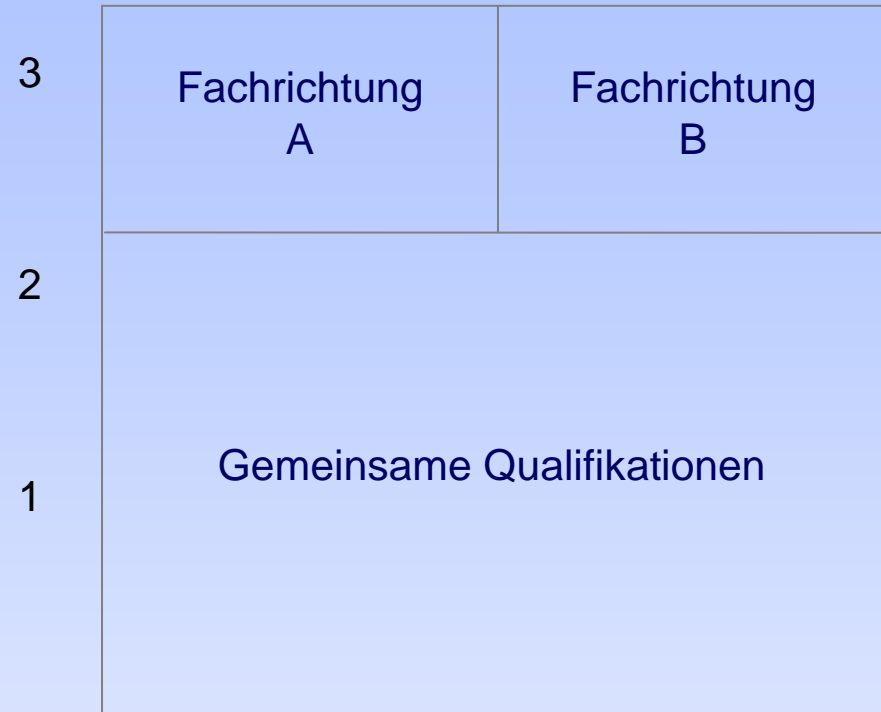 3
Fachrichtung
A
Fachrichtung
B
2
Gemeinsame Qualifikationen
1